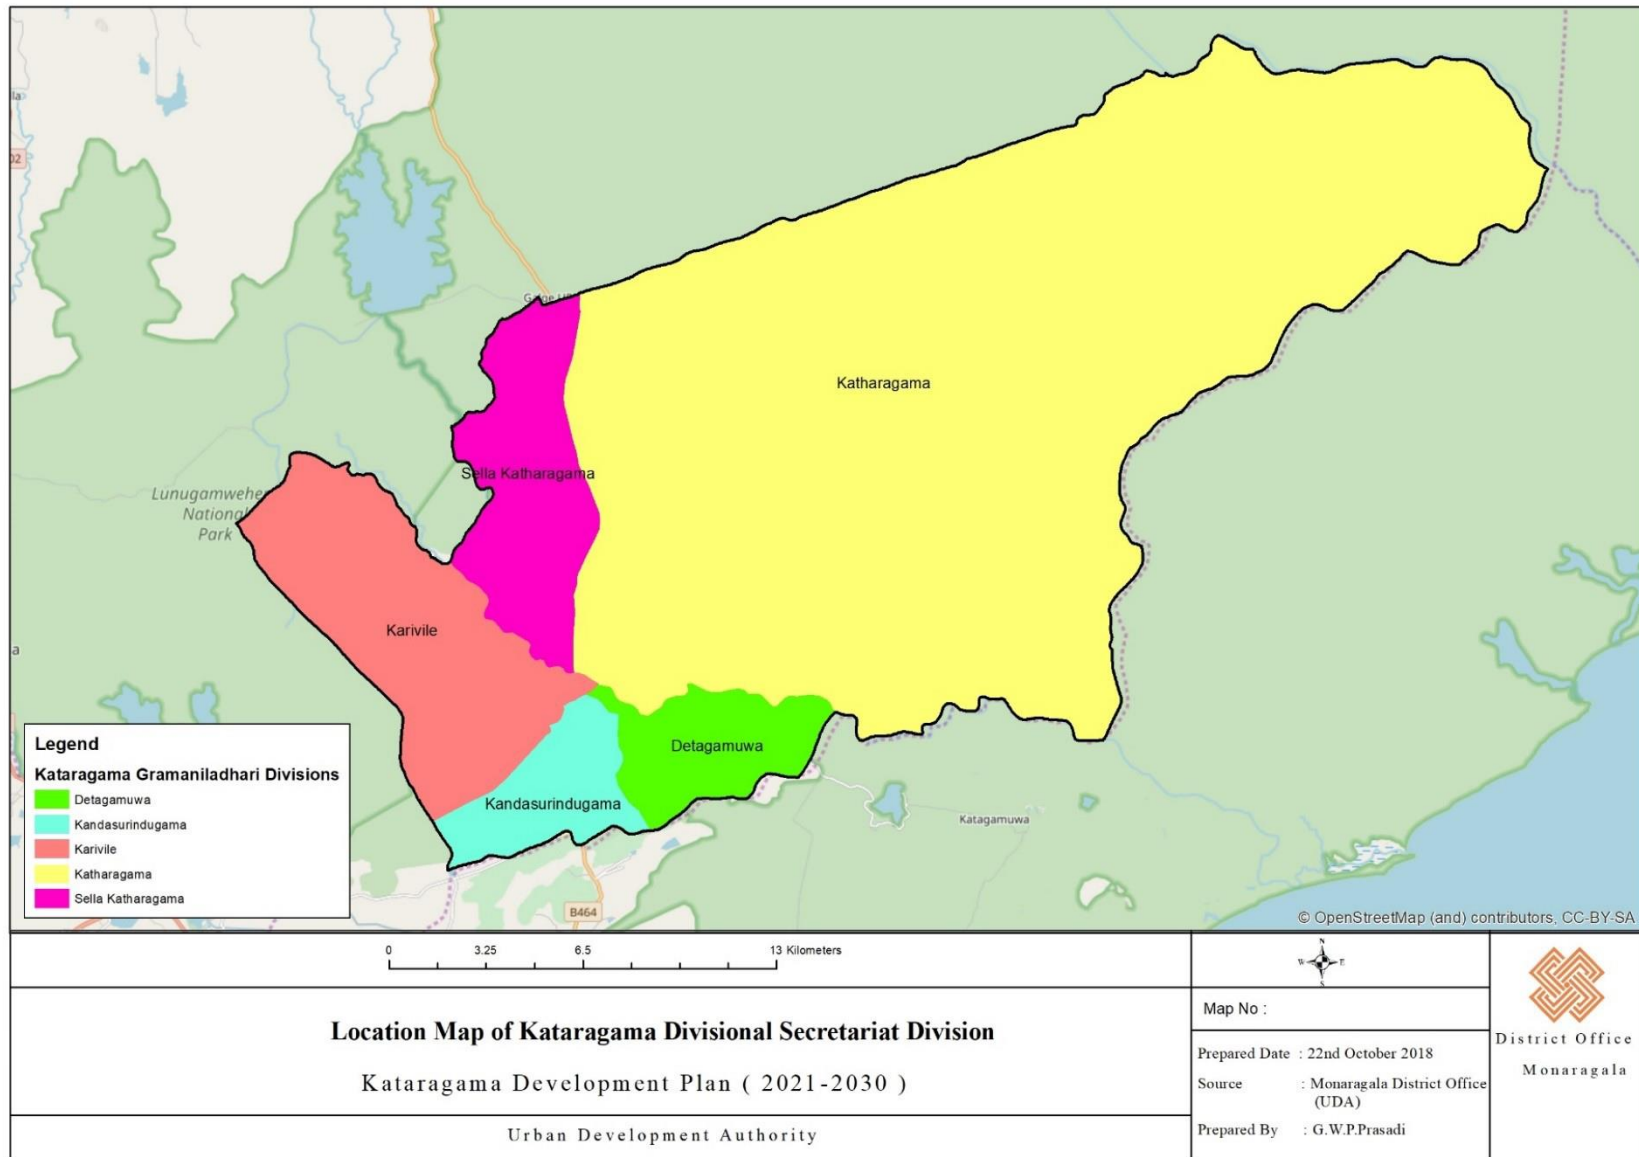 02
Galge
Katharagama
Sella Katharagama
Lunugamwehe
National
Park
Karivile
a
Detagamuwa
Kandasurindugama
Katagamuwa
B464
Legend
Kataragama Gramaniladhari Divisions
Detagamuwa
Kandasurindugama
Karivile
Katharagama
Sella Katharagama
© OpenStreetMap (and) contributors, CC-BY-SA
0 3.25 6.5 13 Kilometers
N
W E
S
Location Map of Kataragama Divisional Secretariat Division
Kataragama Development Plan ( 2021-2030 )
Urban Development Authority
Map No :
Prepared Date : 22nd October 2018
Source : Monaragala District Office
(UDA)
Prepared By : G.W.P.Prasadi
District Office
Monaragala